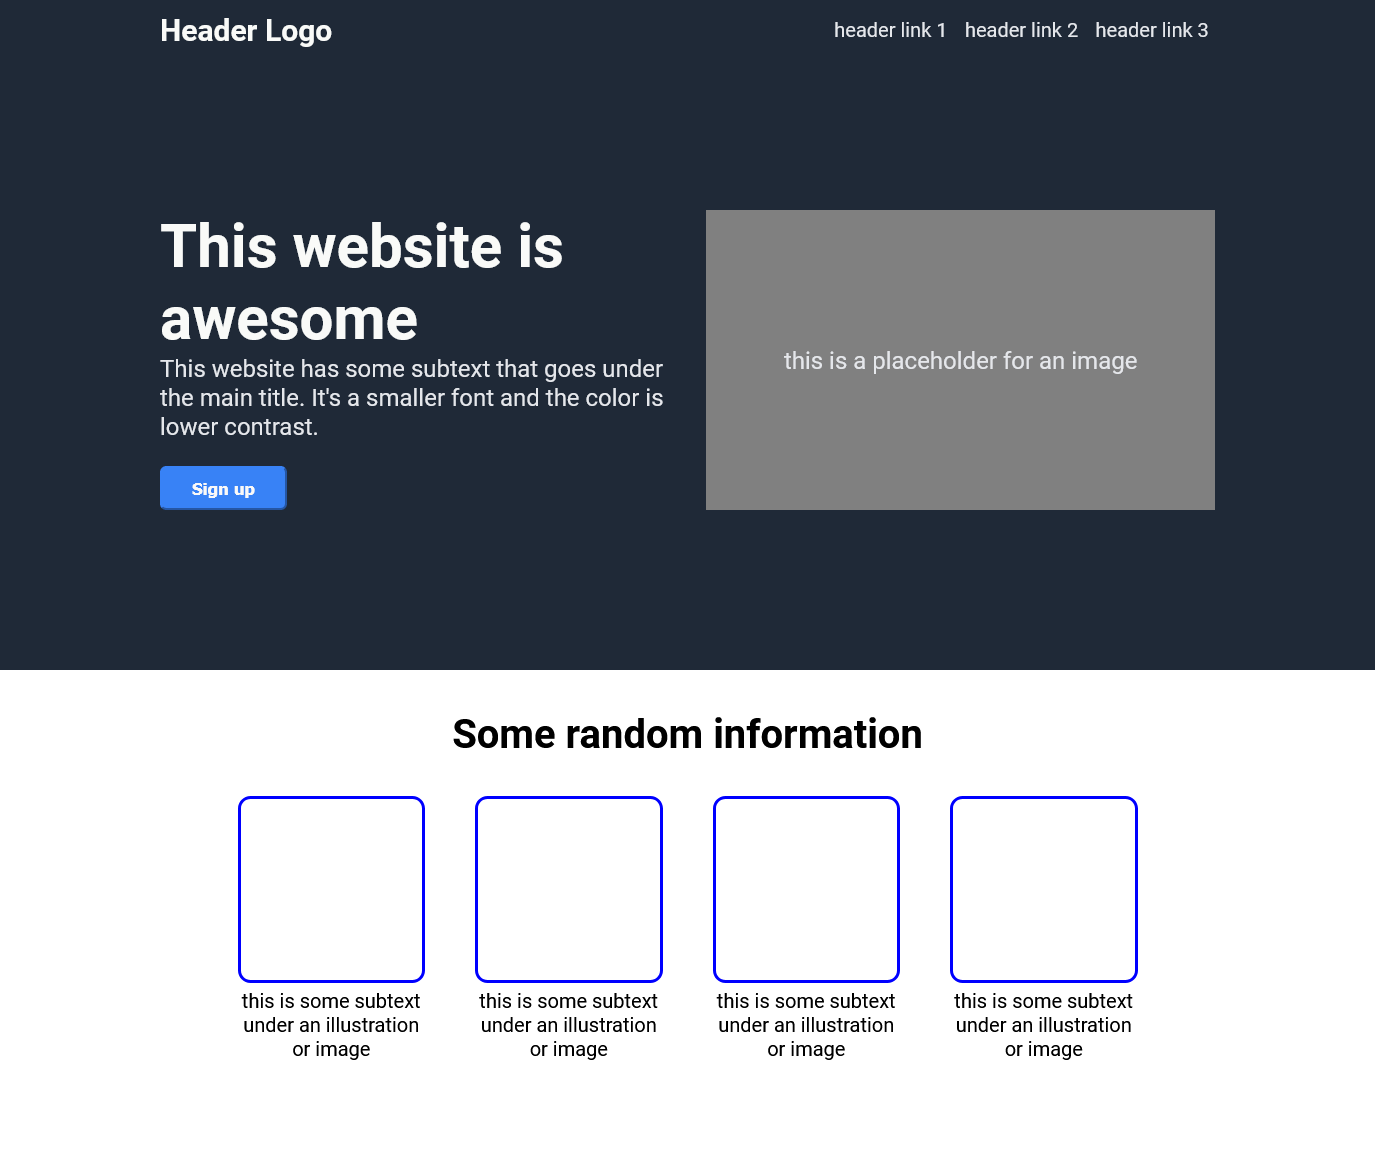 Header Logo
header link 1 header link 2 header link 3
This website is
awesome
This website has some subtext that goes under
the main title. It's a smaller font and the color is
lower contrast.
Sign up
this is a placeholder for an image
Some random information
this is some subtext
under an illustration
or image
this is some subtext
under an illustration
or image
this is some subtext
under an illustration
or image
this is some subtext
under an illustration
or image